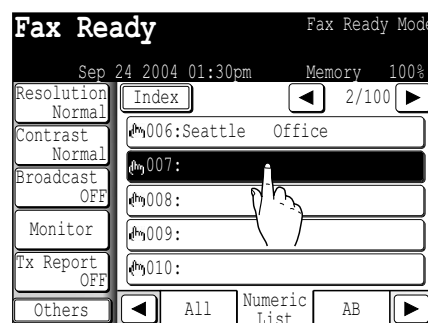 Fax Ready
Fax Ready Mode
Sep 24 2004 01:30pm Memory 100%
Resolution
Normal
Index
2/100
Contrast
Normal
006:Seattle Office
Broadcast
OFF
007:
008:
Monitor
009:
Tx Report
OFF
010:
Others
All
Numeric
List
AB